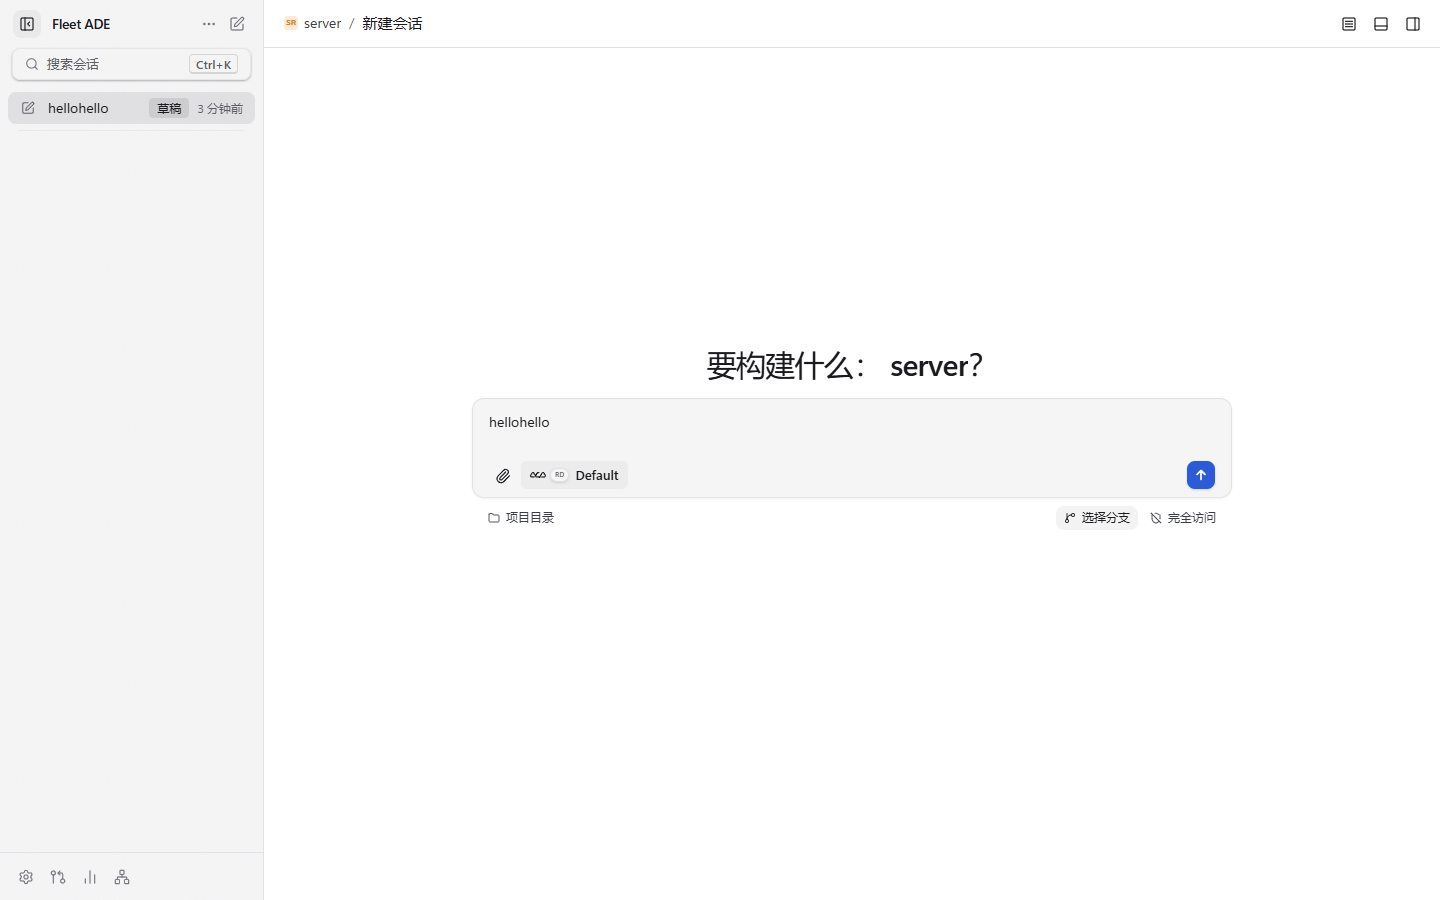 Fleet ADE
搜索会话 Ctrl+K
hellohello 草稿 3 分钟前
SR server / 新建会话
要构建什么： server？
hellohello
RD Default
项目目录 选择分支 完全访问